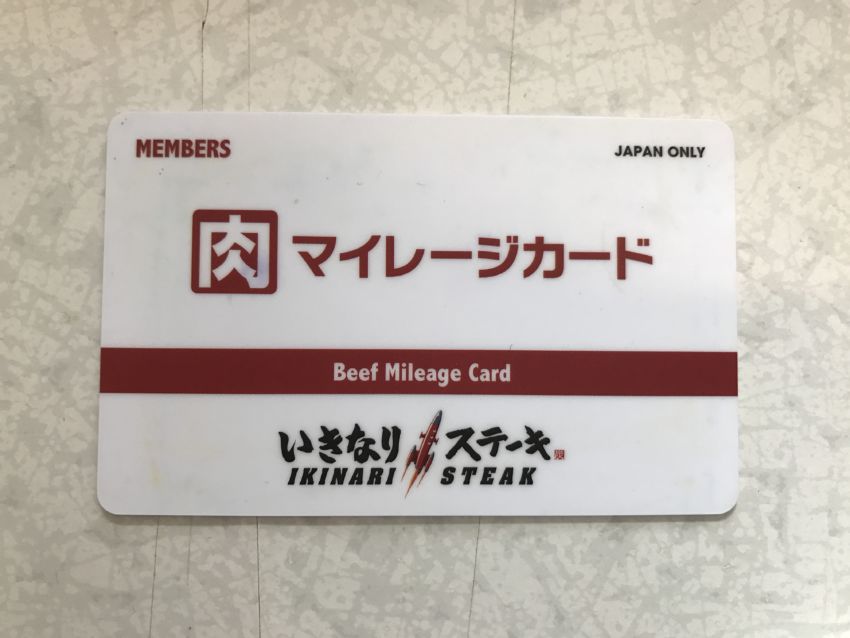 MEMBERS
JAPAN ONLY
肉マイレージカード
Beef Mileage Card
いきなりステーキ
IKINARI STEAK